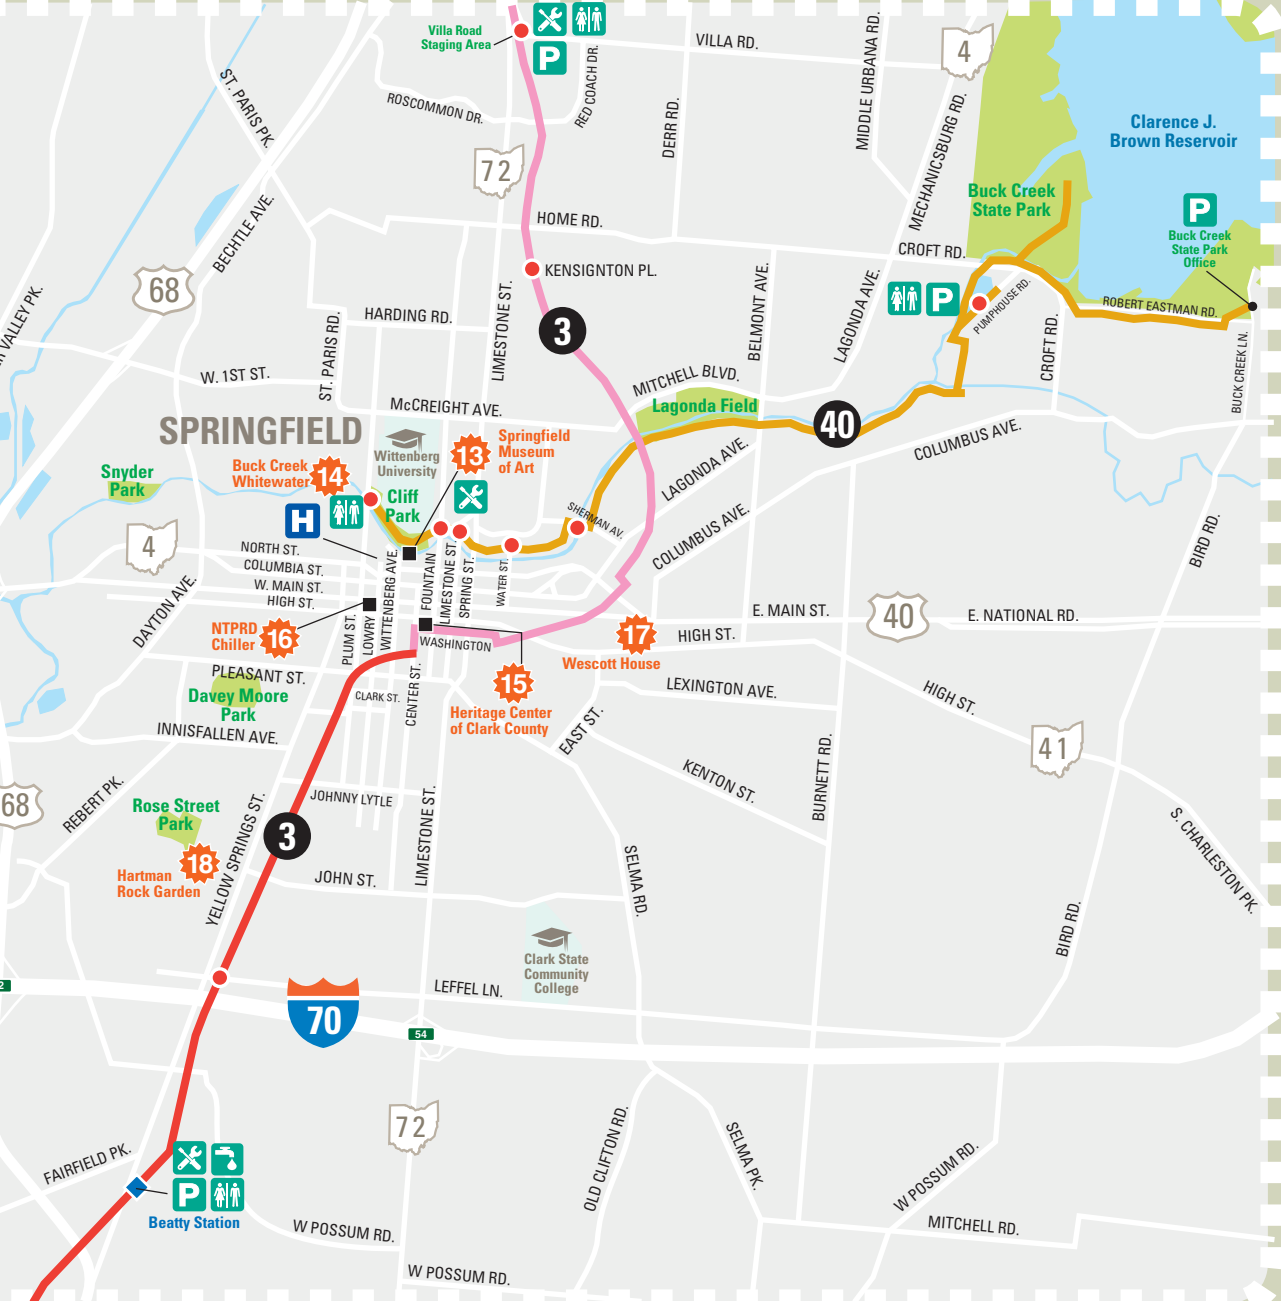 Villa Road
Staging Area
P
VILLA RD.
MIDDLE URBANA RD.
4
ST. PARIS PK.
ROSCOMMON DR.
RED COACH DR.
DERR RD.
MECHANICSBURG RD.
Clarence J.
Brown Reservoir
72
Buck Creek
State Park
P
Buck Creek
State Park
Office
BECHTLE AVE.
HOME RD.
CROFT RD.
68
KENSIGNTON PL.
BELMONT AVE.
LAGONDA AVE.
P
PUMPHOUSE RD.
ROBERT EASTMAN RD.
VALLEY PK.
HARDING RD.
LIMESTONE ST.
3
ST. PARIS RD.
CROFT RD.
BUCK CREEK LN.
W. 1ST ST.
MITCHELL BLVD.
McCREIGHT AVE.
Lagonda Field
40
SPRINGFIELD
COLUMBUS AVE.
Wittenberg
University
13
Springfield
Museum
of Art
Snyder
Park
Buck Creek
Whitewater
14
LAGONDA AVE.
Cliff
Park
H
SHERMAN AV.
COLUMBUS AVE.
BIRD RD.
4
NORTH ST.
COLUMBIA ST.
W. MAIN ST.
HIGH ST.
DAYTON AVE.
WITTENBERG AVE.
FOUNTAIN
LIMESTONE ST.
SPRING ST.
WATER ST.
PLUM ST.
LOWRY
NTPRD
Chiller
16
WASHINGTON
17
Wescott House
E. MAIN ST.
HIGH ST.
40
E. NATIONAL RD.
PLEASANT ST.
Davey Moore
Park
CLARK ST.
CENTER ST.
15
Heritage Center
of Clark County
LEXINGTON AVE.
HIGH ST.
INNISFALLEN AVE.
EAST ST.
41
KENTON ST.
BURNETT RD.
68
REBERT PK.
JOHNNY LYTLE
Rose Street
Park
YELLOW SPRINGS ST.
3
LIMESTONE ST.
S. CHARLESTON PK.
18
Hartman
Rock Garden
JOHN ST.
SELMA RD.
BIRD RD.
Clark State
Community
College
2
LEFFEL LN.
70
54
72
OLD CLIFTON RD.
SELMA PK.
W POSSUM RD.
FAIRFIELD PK.
P
Beatty Station
W POSSUM RD.
MITCHELL RD.
W POSSUM RD.